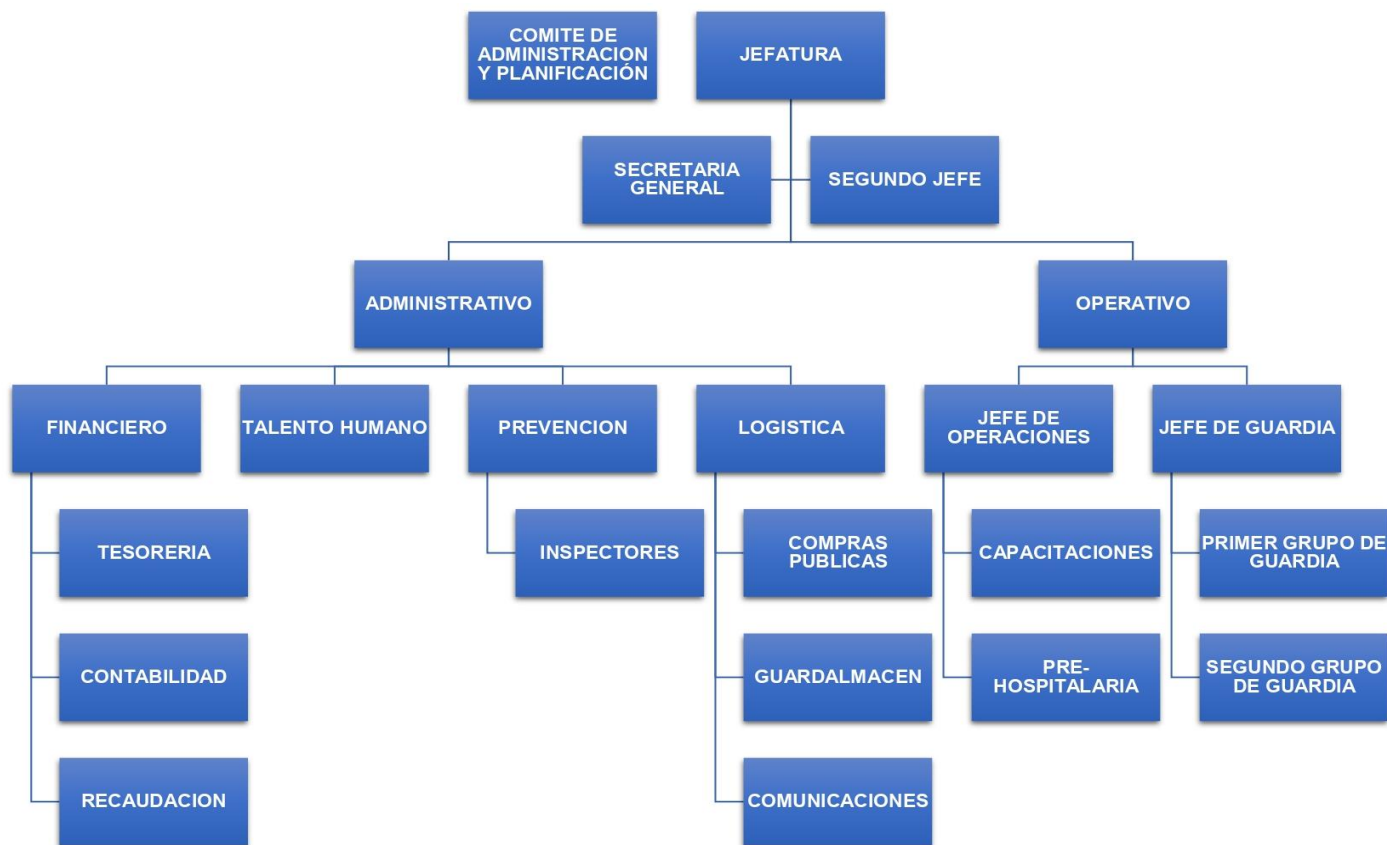 COMITE DE
ADMINISTRACION
Y PLANIFICACIÓN
JEFATURA
SECRETARIA
GENERAL
SEGUNDO JEFE
ADMINISTRATIVO
OPERATIVO
FINANCIERO
TALENTO HUMANO
PREVENCION
LOGISTICA
JEFE DE
OPERACIONES
JEFE DE GUARDIA
TESORERIA
INSPECTORES
COMPRAS
PÚBLICAS
CAPACITACIONES
PRIMER GRUPO DE
GUARDIA
CONTABILIDAD
GUARDALMACEN
PRE-
HOSPITALARIA
SEGUNDO GRUPO
DE GUARDIA
RECAUDACION
COMUNICACIONES